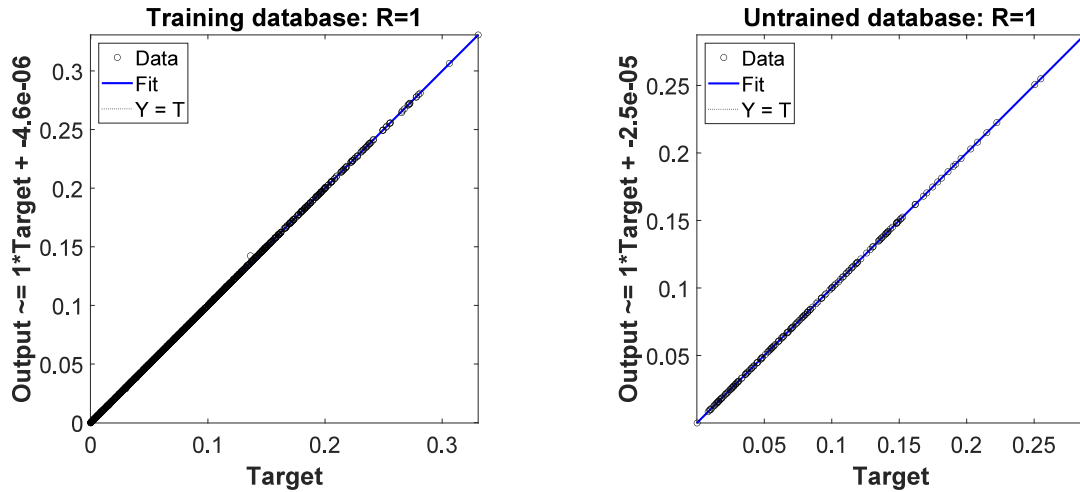 Training database: R=1
Output ~= 1*Target + -4.6e-06
0.3
0.25
0.2
0.15
0.1
0.05
0
Data
Fit
Y = T
0
0.1
0.2
0.3
Target
Untrained database: R=1
Output ~= 1*Target + -2.5e-05
0.25
0.2
0.15
0.1
0.05
Data
Fit
Y = T
0.05
0.1
0.15
0.2
0.25
Target